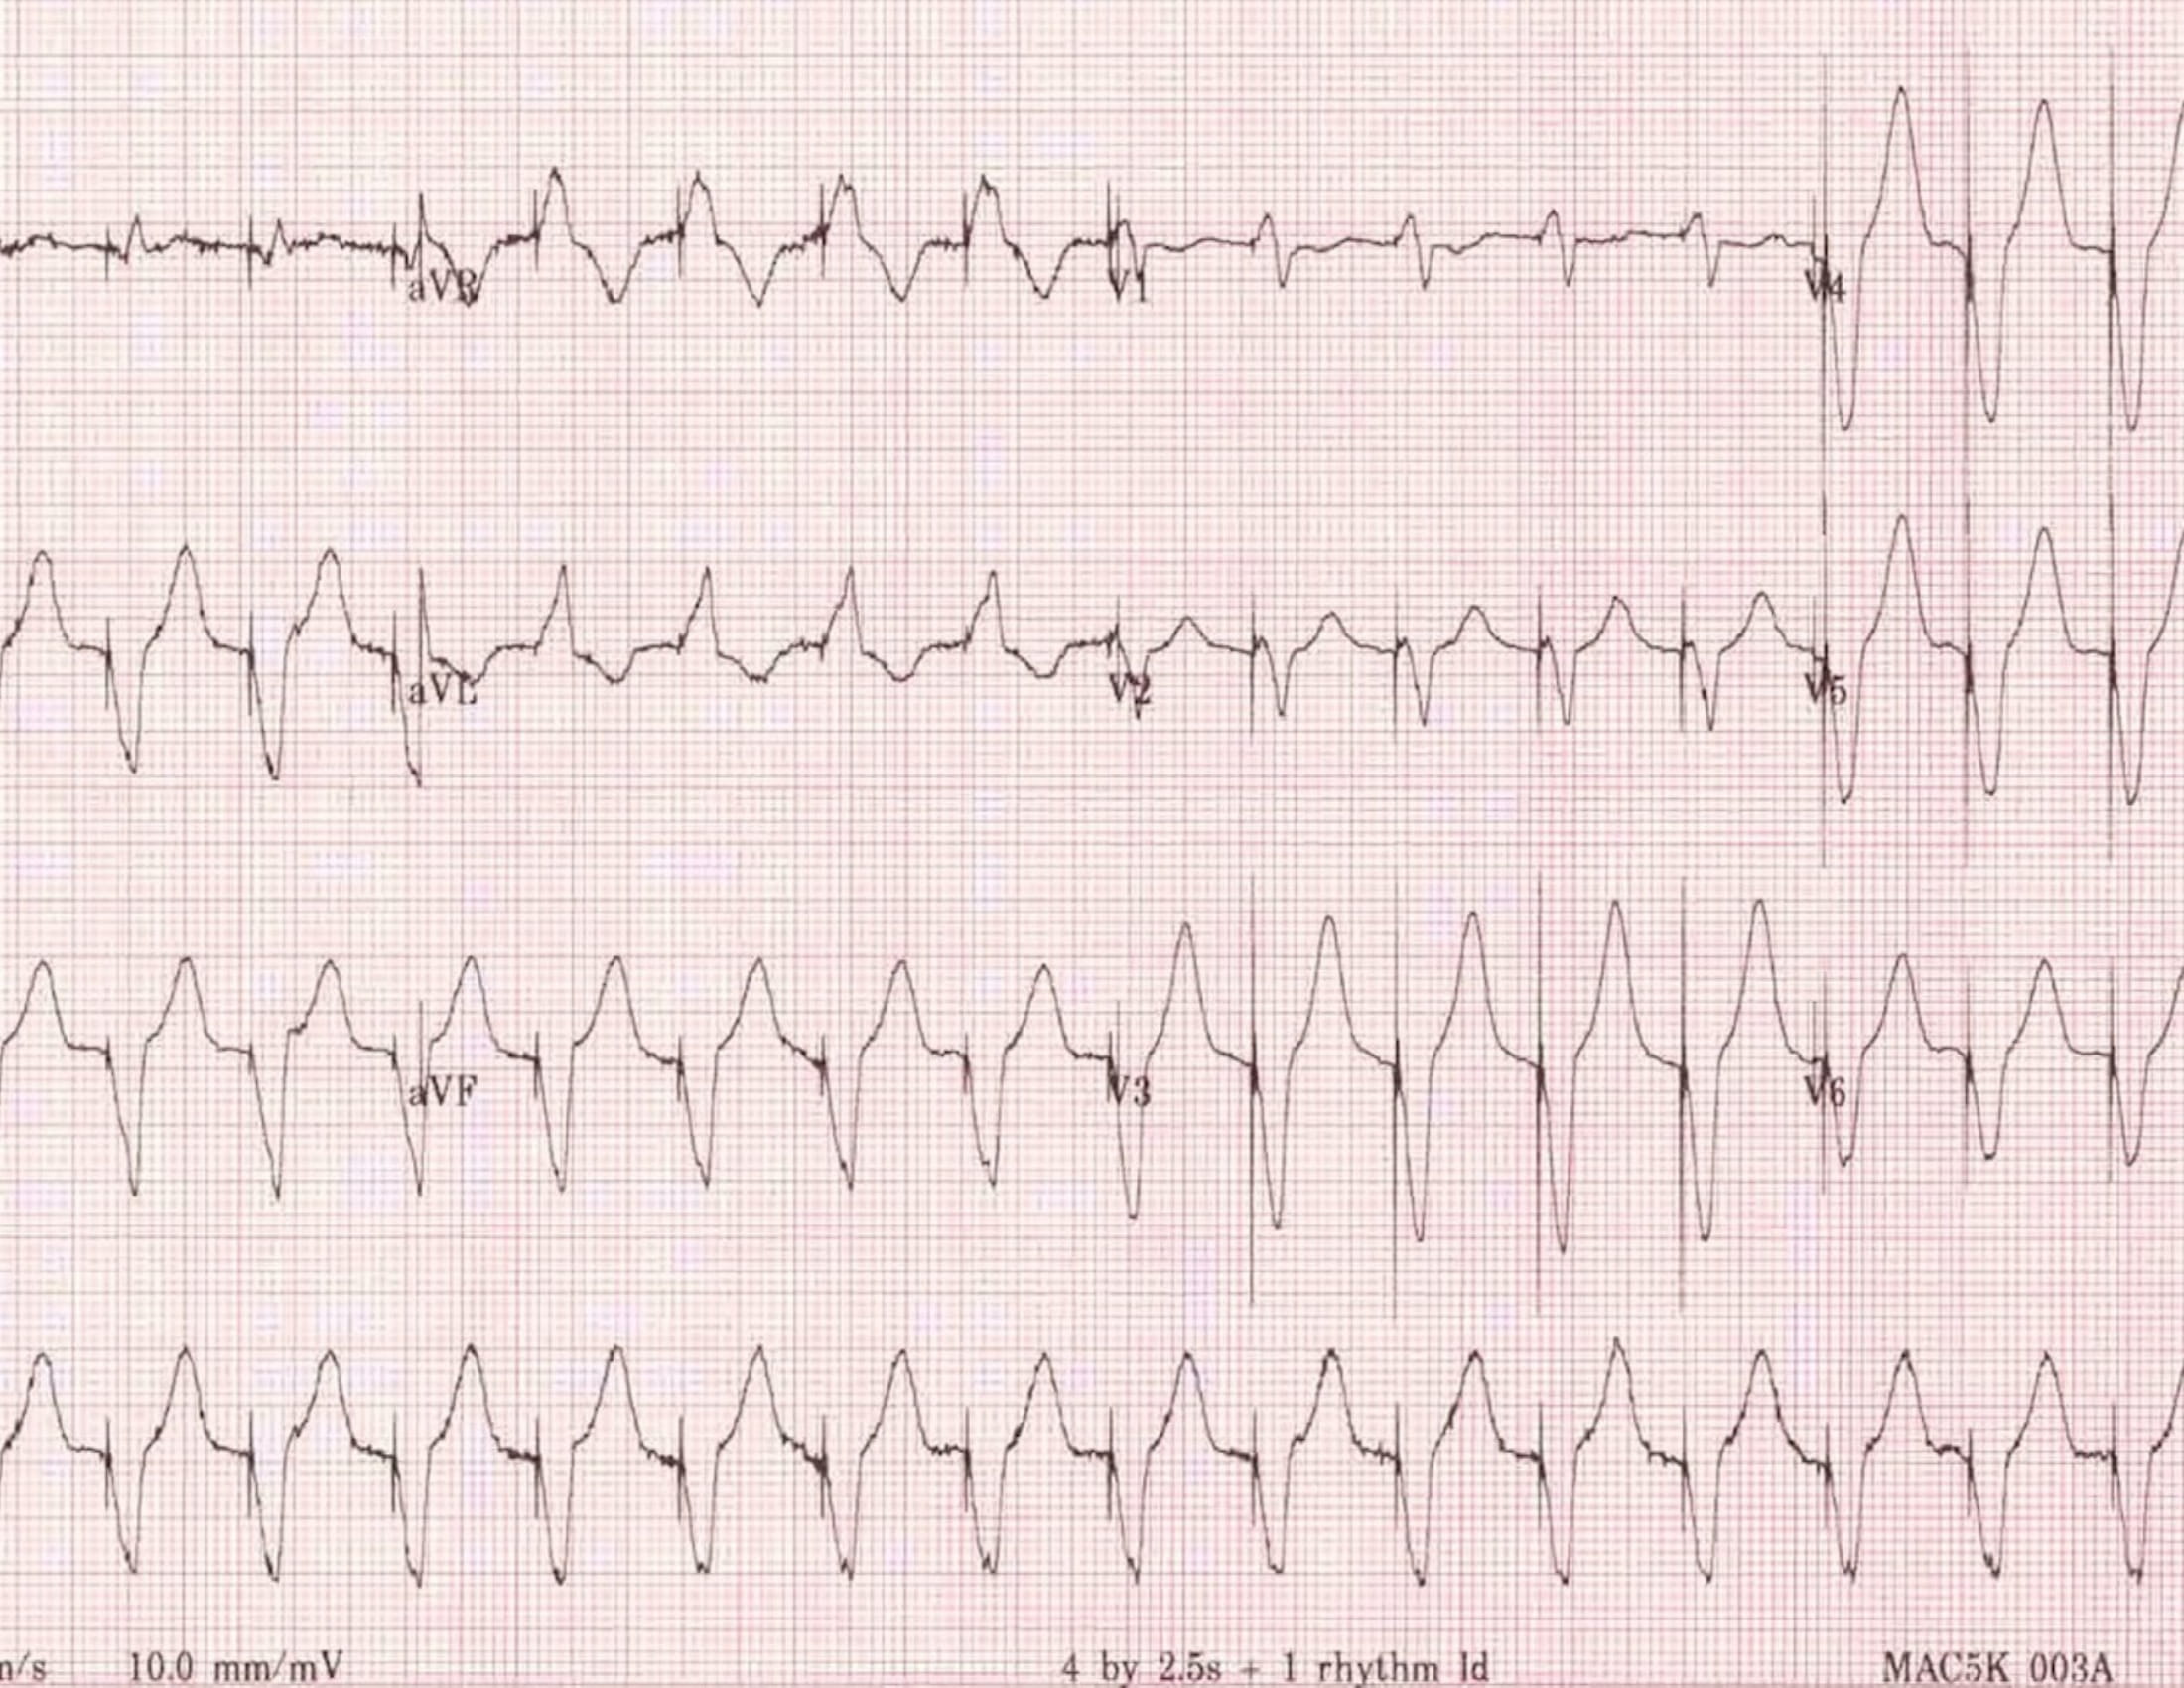 aVR V1 V4
aVL V2 V5
aVF V3 V6
m/s 10.0 mm/mV 4 by 2.5s + 1 rhythm ld MAC5K 003A